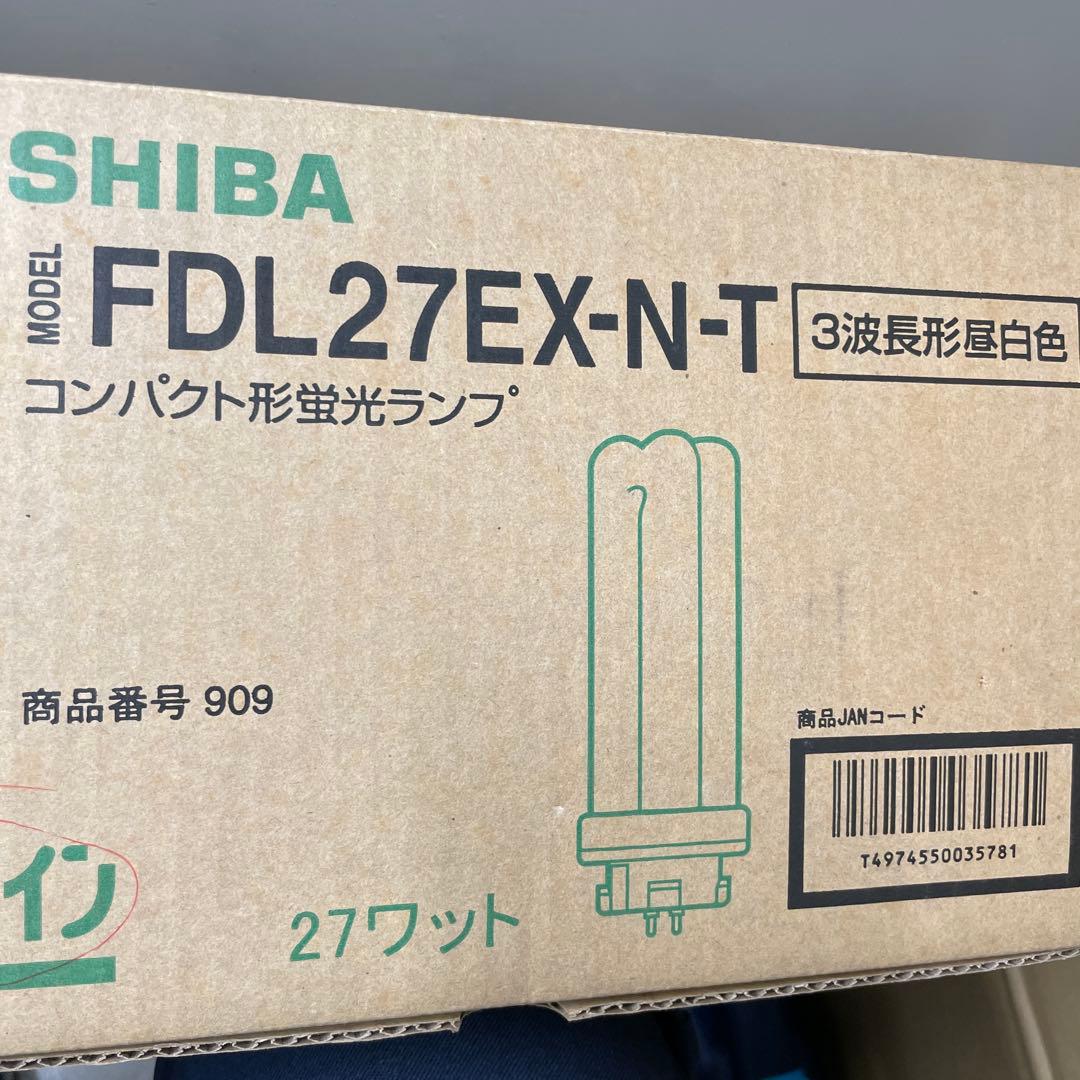 SHIBA
MODEL FDL27EX-N-T 3波長形昼白色
コンパクト形蛍光ランプ
商品番号 909
商品JANコード
T4974550035781
イン
27ワット